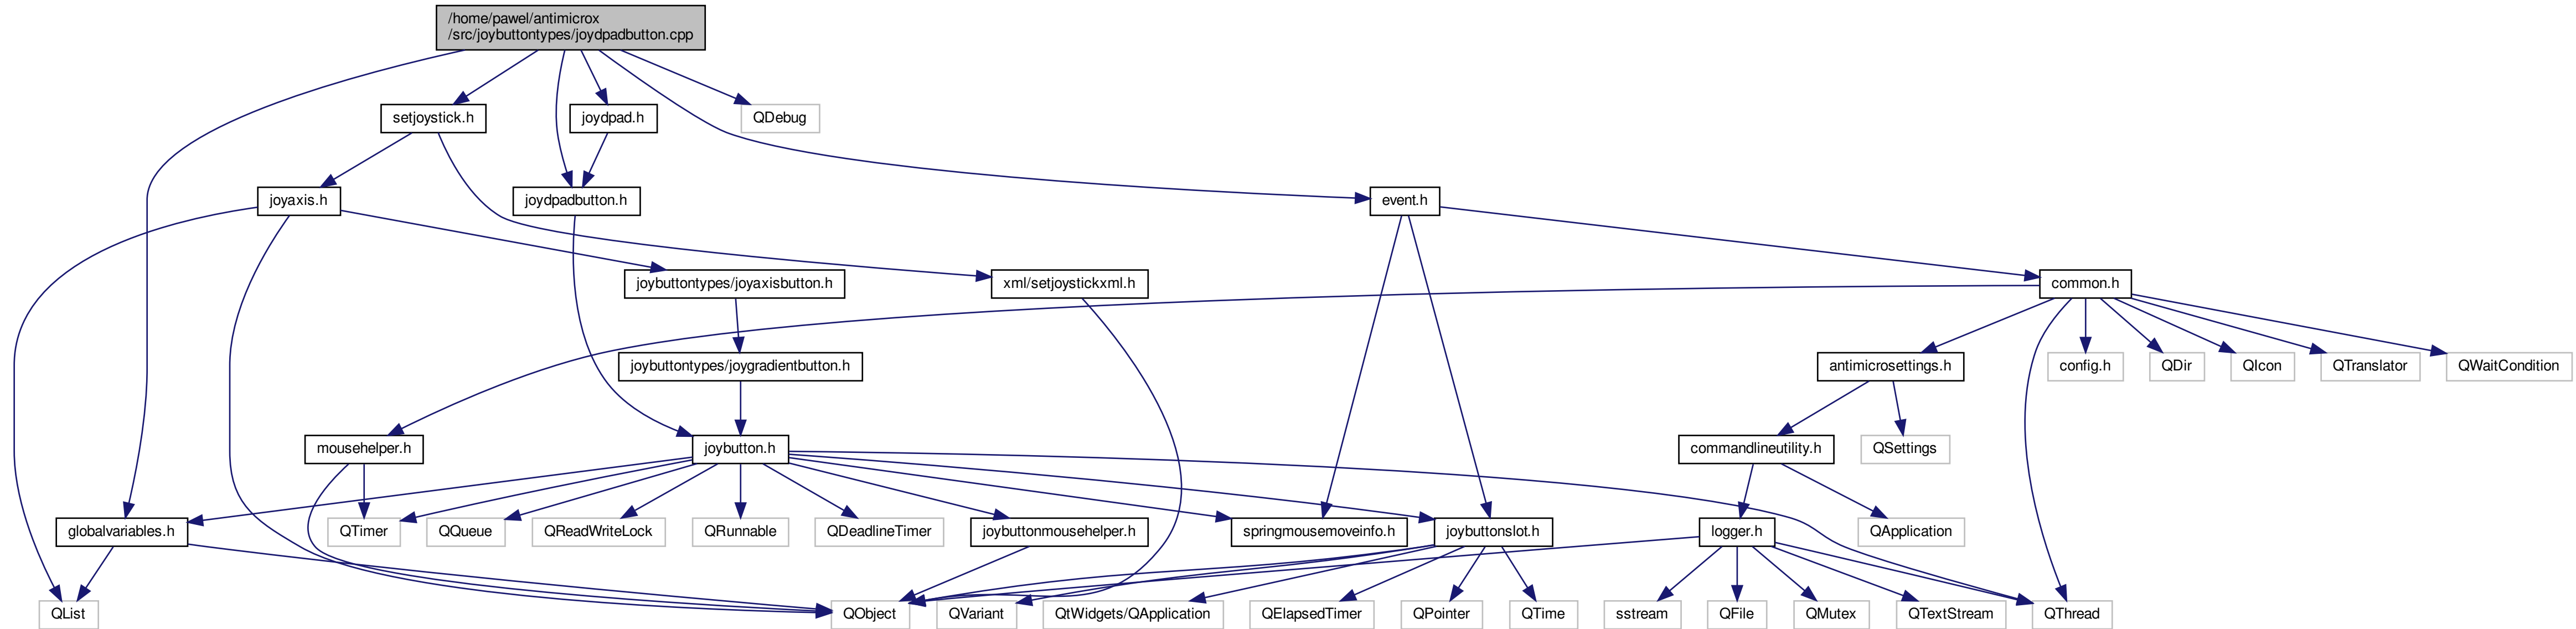 /home/pawel/antimicrox
/src/joybuttontypes/joydpadbutton.cpp
setjoystick.h
joydpad.h
QDebug
joyaxis.h
joydpadbutton.h
event.h
joybuttontypes/joyaxisbutton.h
xml/setjoystickxml.h
common.h
joybuttontypes/joygradientbutton.h
antimicrosettings.h
config.h
QDir
QIcon
QTranslator
QWaitCondition
mousehelper.h
joybutton.h
commandlineutility.h
QSettings
globalvariables.h
QTimer
QQueue
QReadWriteLock
QRunnable
QDeadlineTimer
joybuttonmousehelper.h
springmousemoveinfo.h
joybuttonslot.h
logger.h
QApplication
QList
QObject
QVariant
QtWidgets/QApplication
QElapsedTimer
QPointer
QTime
sstream
QFile
QMutex
QTextStream
QThread